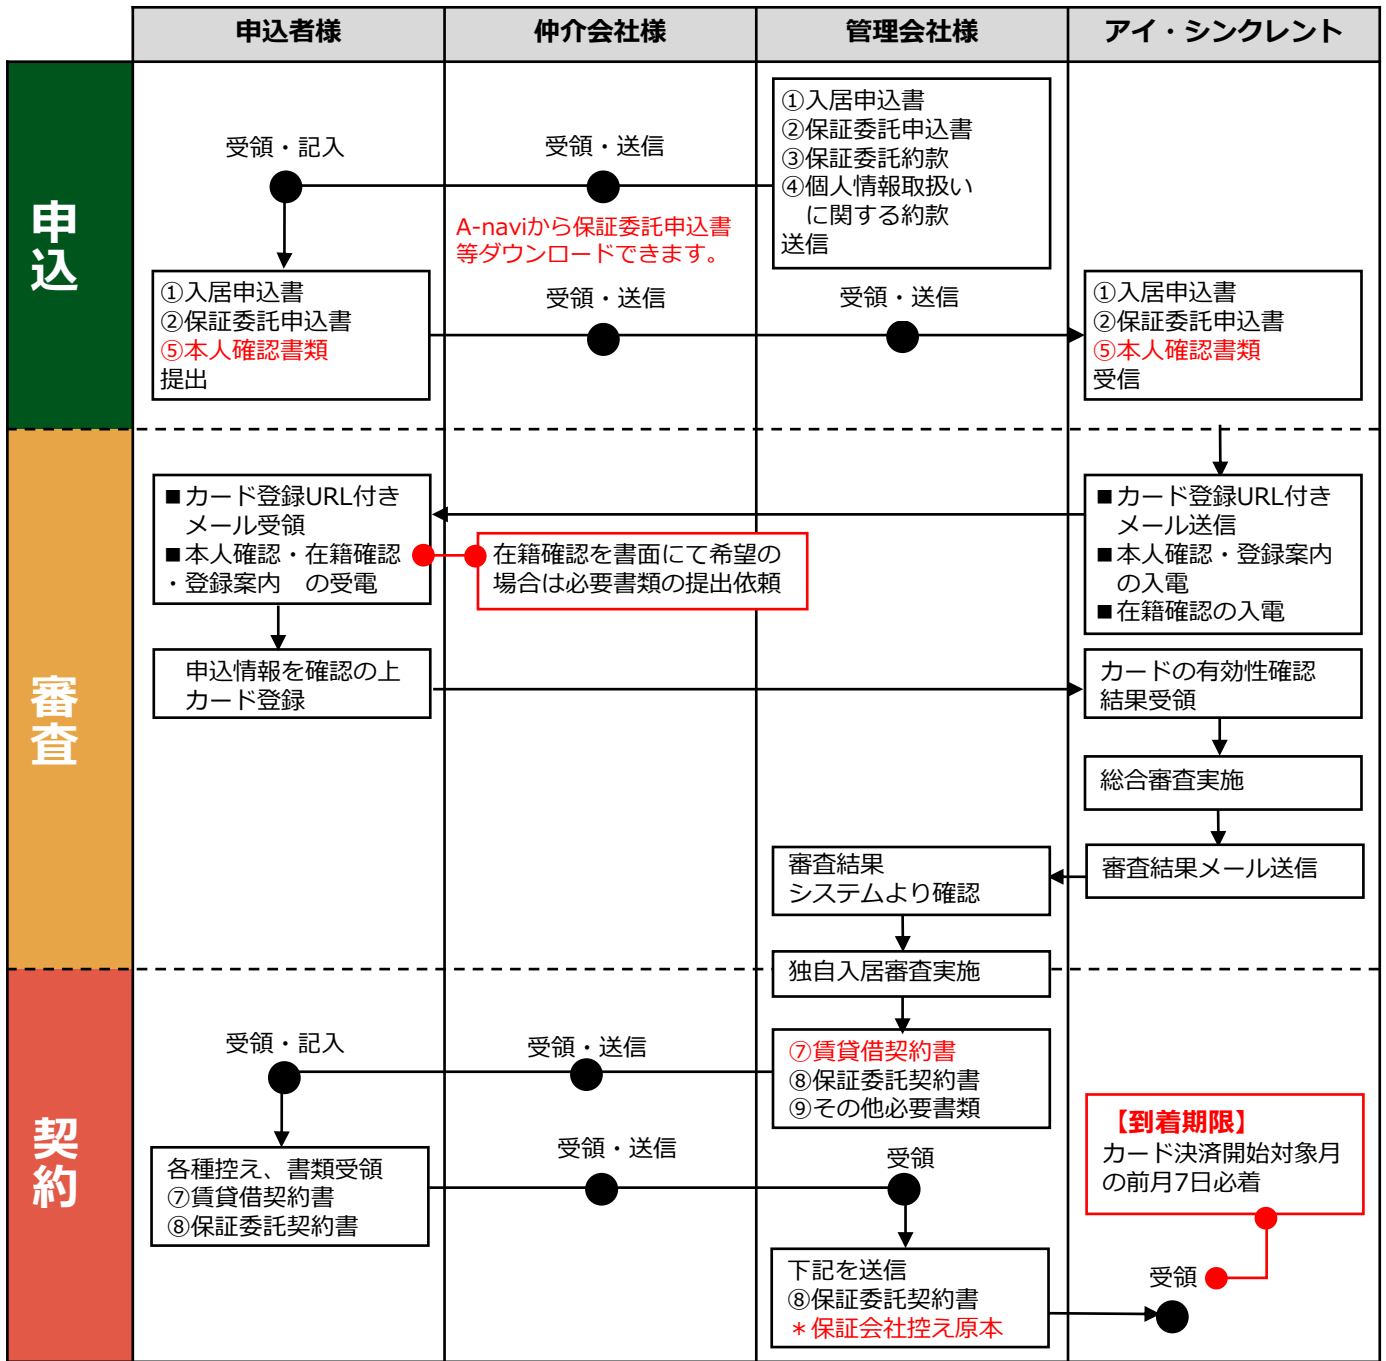 申込者様
仲介会社様
管理会社様
アイ・シンクレント
申込
①入居申込書
②保証委託申込書
③保証委託約款
④個人情報取扱い
に関する約款
送信
受領・記入
受領・送信
A-naviから保証委託申込書
等ダウンロードできます。
①入居申込書
②保証委託申込書
⑤本人確認書類
提出
受領・送信
受領・送信
①入居申込書
②保証委託申込書
⑤本人確認書類
受信
審査
■カード登録URL付き
メール受領
■本人確認・在籍確認
・登録案内　の受電
在籍確認を書面にて希望の
場合は必要書類の提出依頼
■カード登録URL付き
メール送信
■本人確認・登録案内
の入電
■在籍確認の入電
申込情報を確認の上
カード登録
カードの有効性確認
結果受領
総合審査実施
審査結果メール送信
審査結果
システムより確認
独自入居審査実施
契約
受領・記入
受領・送信
⑦賃貸借契約書
⑧保証委託契約書
⑨その他必要書類
各種控え、書類受領
⑦賃貸借契約書
⑧保証委託契約書
受領・送信
受領
【到着期限】
カード決済開始対象月
の前月7日必着
下記を送信
⑧保証委託契約書
＊保証会社控え原本
受領